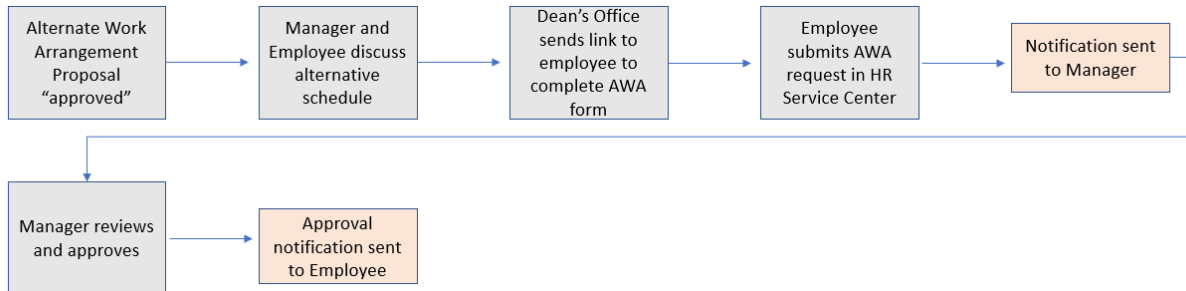 Alternate Work
Arrangement
Proposal
“approved”
Manager and
Employee discuss
alternative
schedule
Dean’s Office
sends link to
employee to
complete AWA
form
Employee
submits AWA
request in HR
Service Center
Notification sent
to Manager
Manager reviews
and approves
Approval
notification sent
to Employee